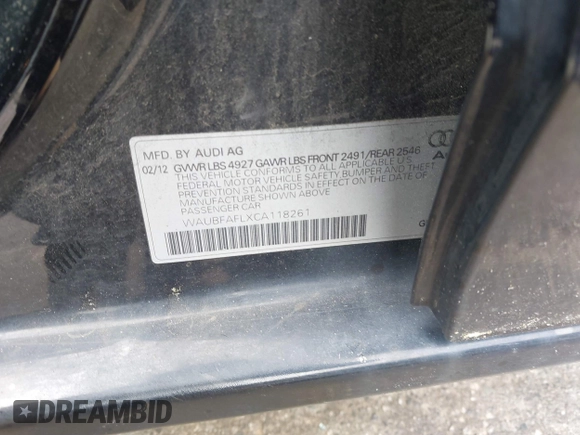 MFD. BY AUDI AG
02/12 GVWR LBS 4927 GAWR LBS FRONT 2491/REAR 2546
THIS VEHICLE CONFORMS TO ALL APPLICABLE U.S.
FEDERAL MOTOR VEHICLE SAFETY, BUMPER AND THEFT
PREVENTION STANDARDS IN EFFECT ON THE DATE OF
MANUFACTURE SHOWN ABOVE
PASSENGER CAR
WAUBFAFLXCA118261
DREAMBID